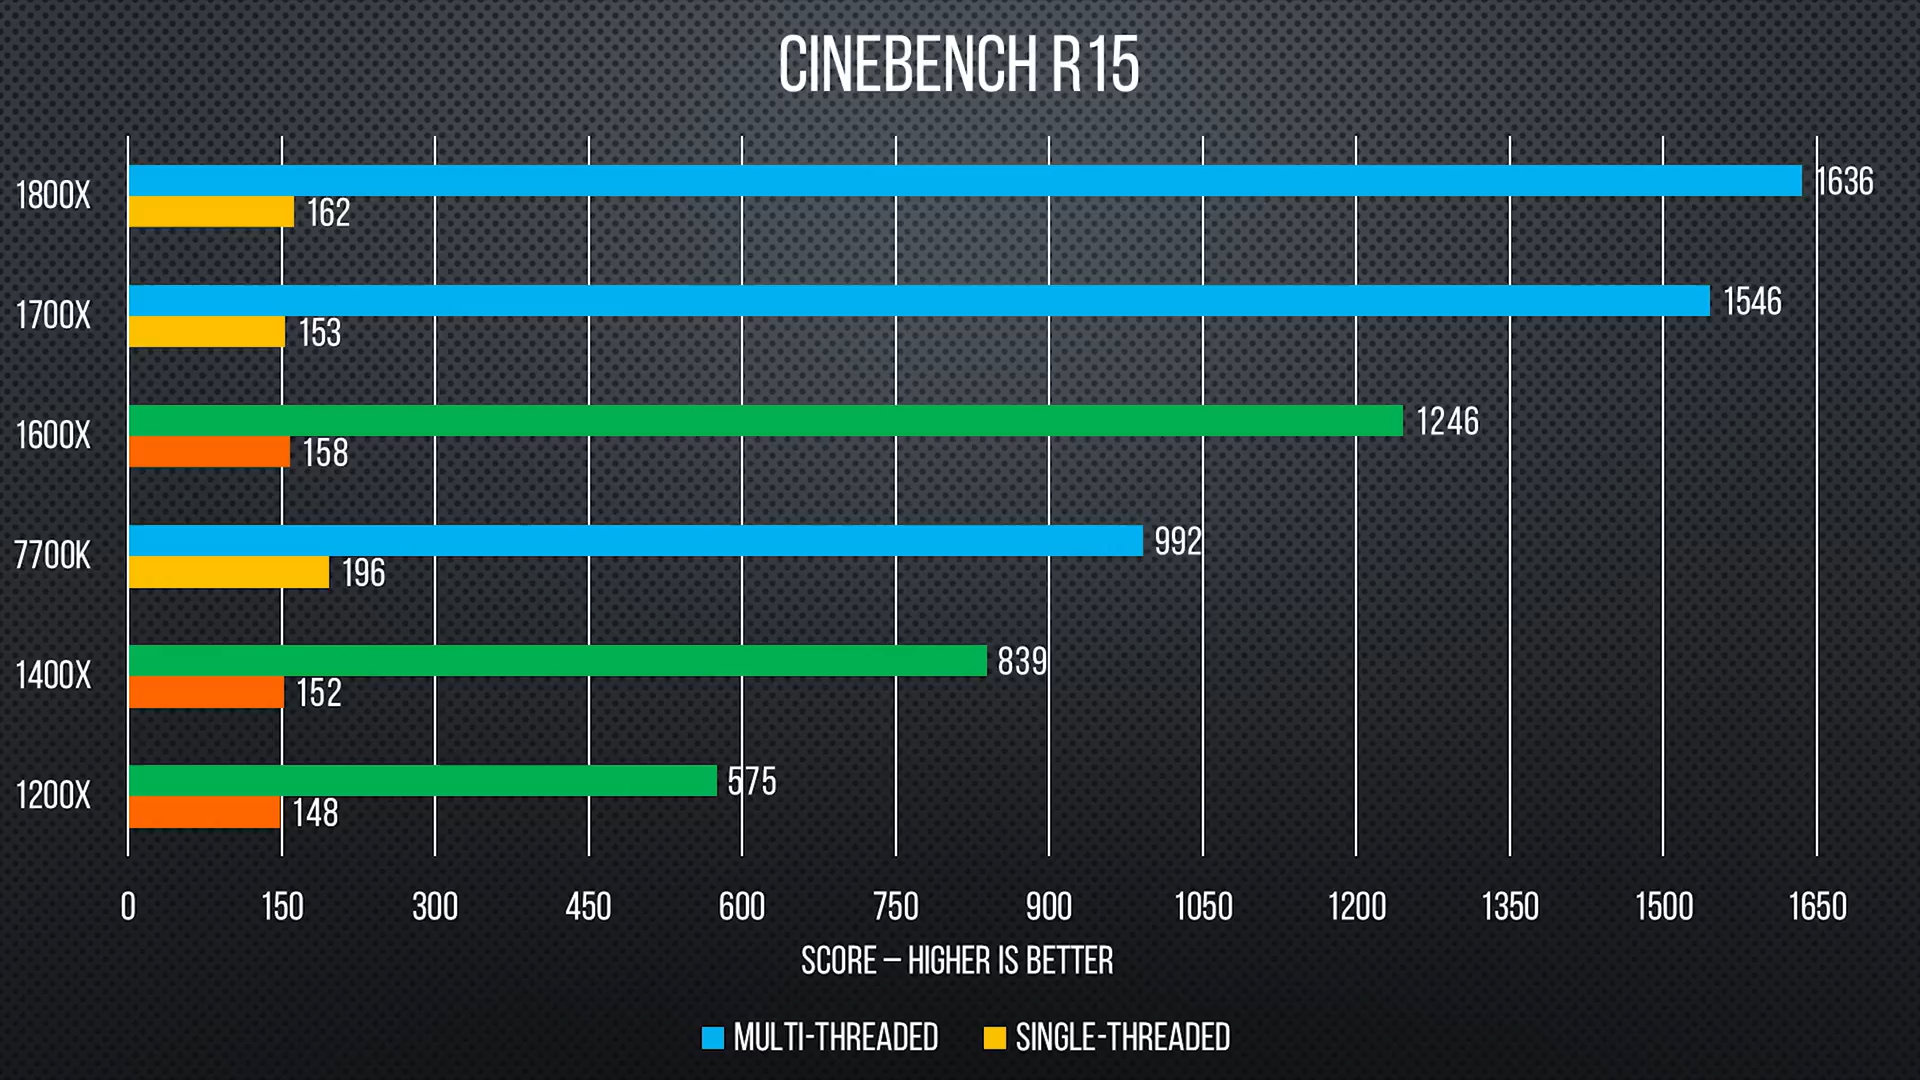 CINEBENCH R15
1800X
1636
162
1700X
1546
153
1600X
1246
158
7700K
992
196
1400X
839
152
1200X
575
148
0 150 300 450 600 750 900 1050 1200 1350 1500 1650
SCORE – HIGHER IS BETTER
MULTI-THREADED SINGLE-THREADED